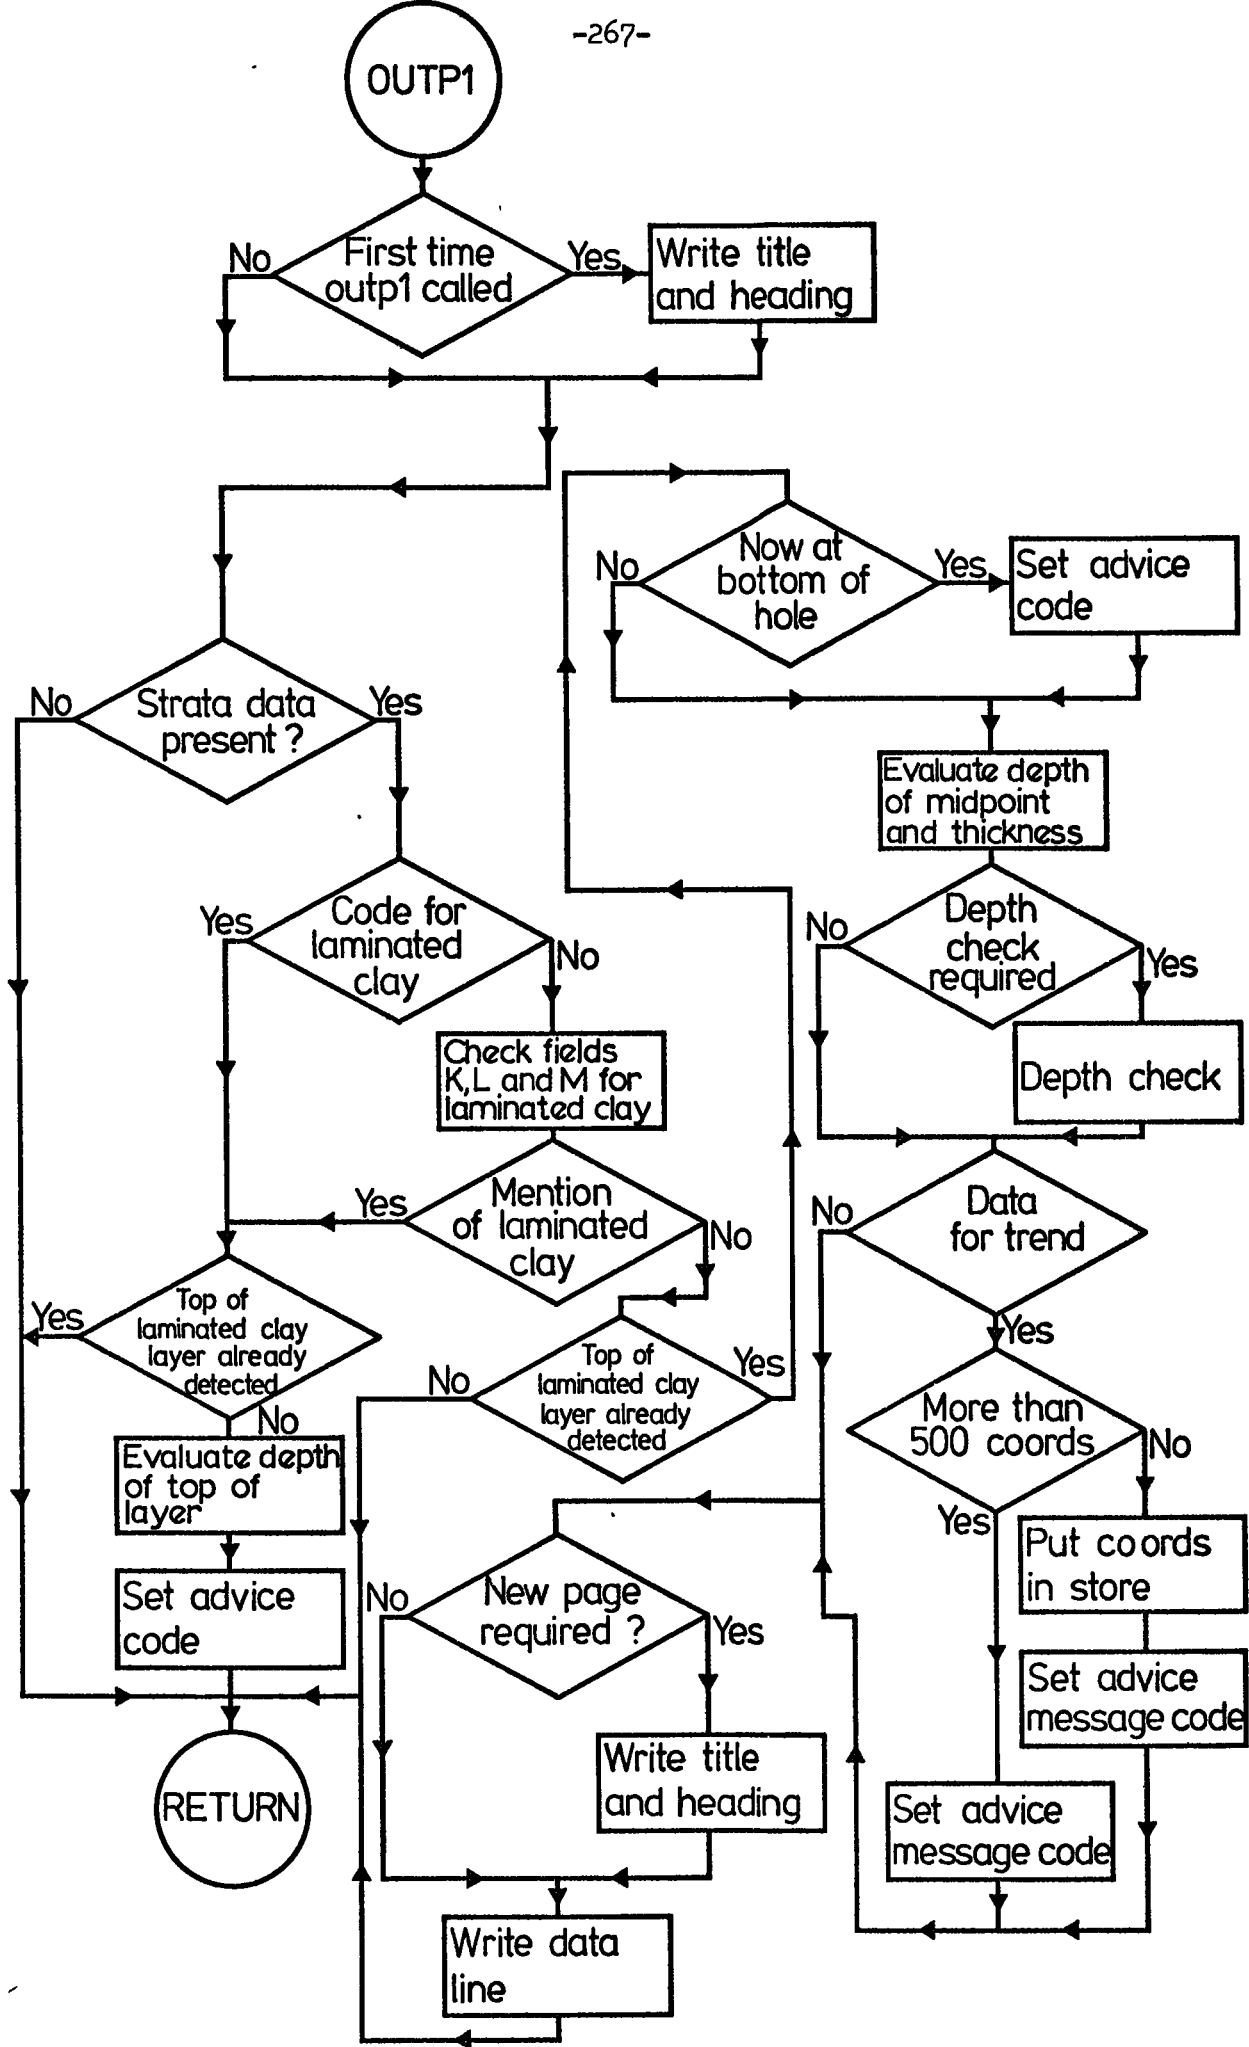 -267-
OUTP1
First time
outp1 called
No
Yes
Write title
and heading
Now at
bottom of
hole
No
Yes
Set advice
code
Strata data
present ?
No
Yes
Evaluate depth
of midpoint
and thickness
Code for
laminated
clay
Yes
No
Depth
check
required
No
Yes
Check fields
K, L and M for
laminated clay
Depth check
Mention
of laminated
clay
Yes
No
Data
for trend
No
Yes
Top of
laminated clay
layer already
detected
Yes
No
Top of
laminated clay
layer already
detected
No
Yes
More than
500 coords
No
Yes
Evaluate depth
of top of
layer
Put coords
in store
Set advice
code
New page
required ?
No
Yes
Set advice
message code
RETURN
Write title
and heading
Set advice
message code
Write data
line